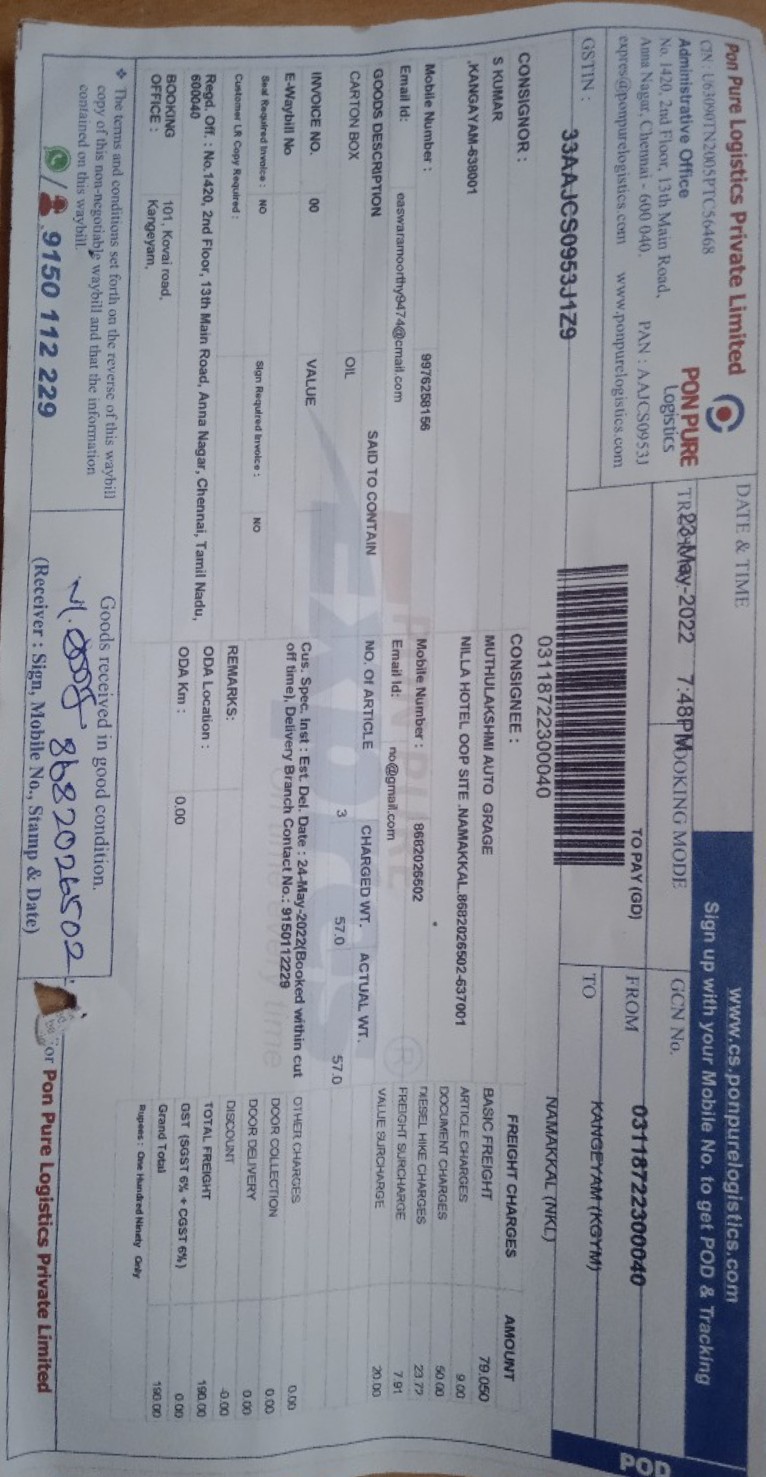 Pon Pure Logistics Private Limited
CIN : U63090TN2005PTC56468
Administrative Office
No. 1420, 2nd Floor, 13th Main Road,
Anna Nagar, Chennai - 600 040. PAN : AAJCS0953J
expres@ponpurelogistics.com www.ponpurelogistics.com
PON PURE
Logistics
GSTIN : 33AAJCS0953J1Z9
DATE & TIME
23-May-2022 7:48PM
BOOKING MODE
TO PAY (GD)
www.cs.ponpurelogistics.com
Sign up with your Mobile No. to get POD & Tracking
GCN No. 03118722300040
FROM KANGEYAM (KGYM)
TO NAMAKKAL (NKL)
POD
03118722300040
CONSIGNOR :
S KUMAR
,KANGAYAM-638001
Mobile Number : 9976258156
Email Id: easwaramoorthy9474@cmail.com
CONSIGNEE :
MUTHULAKSHMI AUTO GRAGE
NILLA HOTEL OOP SITE .NAMAKKAL.8682026502-637001
Mobile Number : 8682026502
Email Id: no@gmail.com
GOODS DESCRIPTION SAID TO CONTAIN NO. Of ARTICLE CHARGED WT. ACTUAL WT.
CARTON BOX OIL 3 57.0 57.0
INVOICE NO. 00 VALUE
E-Waybill No
Cus. Spec. Inst : Est. Del. Date : 24-May-2022(Booked within cut
off time), Delivery Branch Contact No.: 9150112229
Seal Required Invoice : NO Sign Required Invoice : NO
Customer LR Copy Required :
REMARKS:
Regd. Off. : No.1420, 2nd Floor, 13th Main Road, Anna Nagar, Chennai, Tamil Nadu,
600040
ODA Location :
BOOKING OFFICE : 101, Kovai road,
Kangeyam,
ODA Km : 0.00
FREIGHT CHARGES AMOUNT
BASIC FREIGHT 79.050
ARTICLE CHARGES 9.00
DOCUMENT CHARGES 50.00
DIESEL HIKE CHARGES 23.72
FREIGHT SURCHARGE 7.91
VALUE SURCHARGE 20.00
OTHER CHARGES 0.00
DOOR COLLECTION 0.00
DOOR DELIVERY 0.00
DISCOUNT -0.00
TOTAL FREIGHT 190.00
GST (SGST 6% + CGST 6%) 0.00
Grand Total 190.00
Rupees : One Hundred Ninety Only
❖ The terms and conditions set forth on the reverse of this waybill
copy of this non-negotiable waybill and that the information
contained on this waybill.
/ 9150 112 229
Goods received in good condition.
8682026502
(Receiver : Sign, Mobile No., Stamp & Date)
or Pon Pure Logistics Private Limited